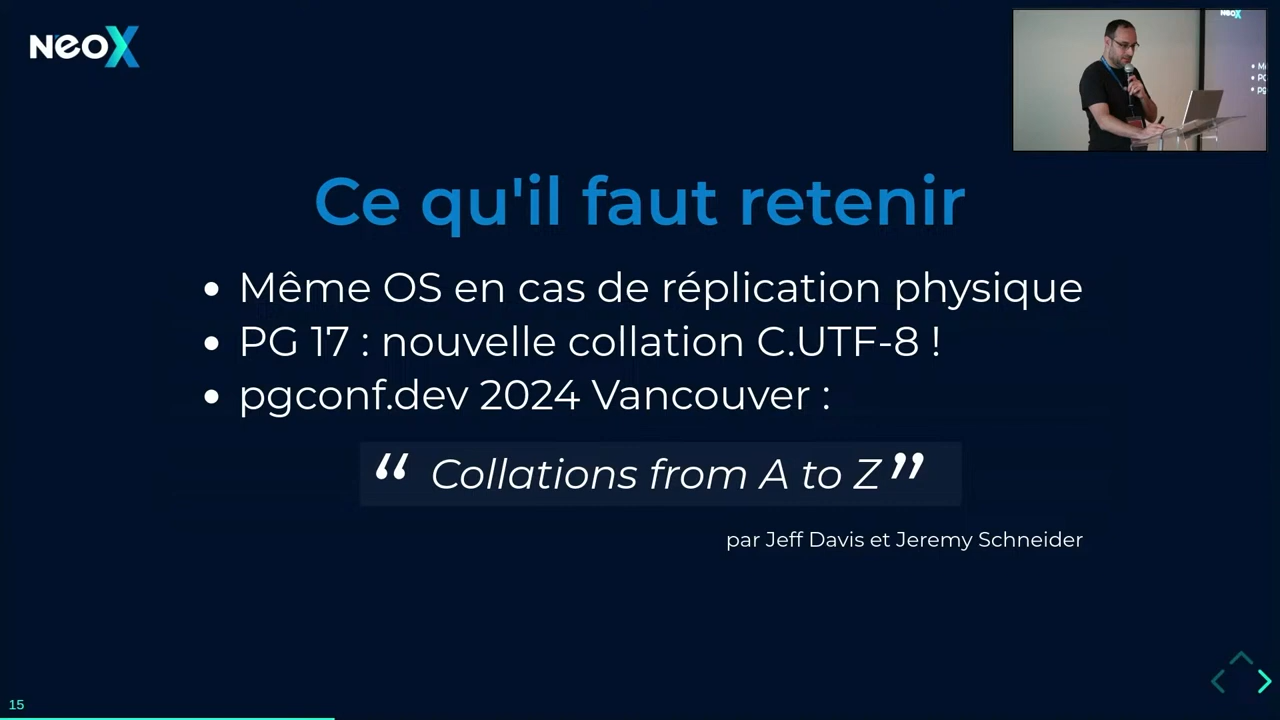 NeoX
Ce qu'il faut retenir
• Même OS en cas de réplication physique
• PG 17 : nouvelle collation C.UTF-8 !
• pgconf.dev 2024 Vancouver :
“ Collations from A to Z ”
par Jeff Davis et Jeremy Schneider
15